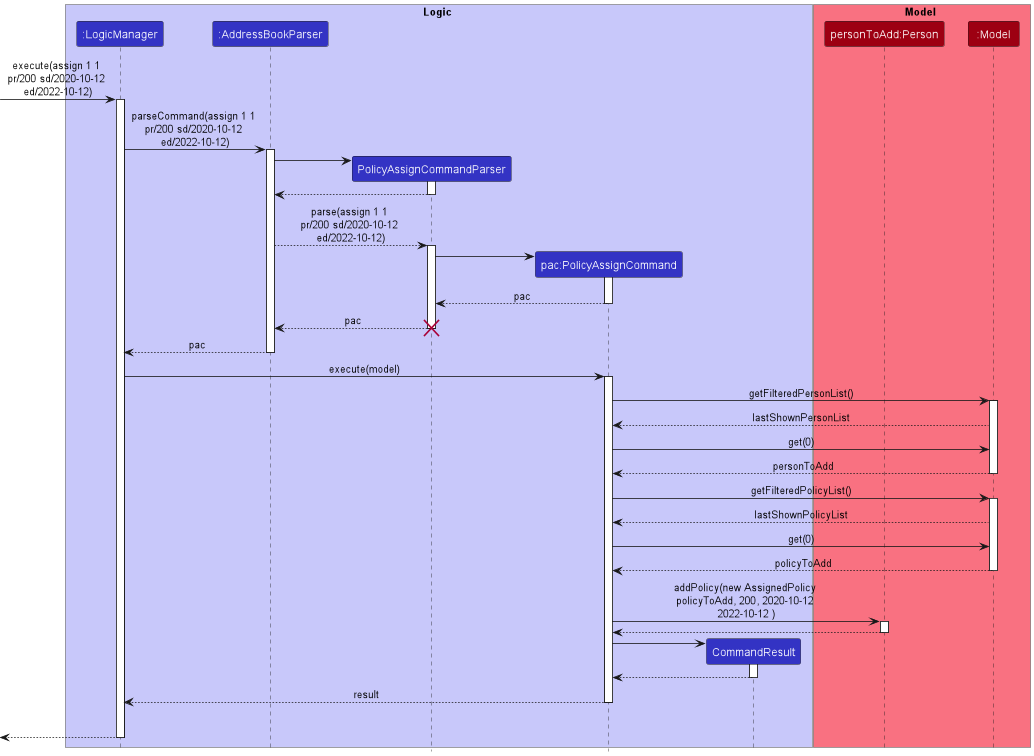 Logic
Model
:LogicManager
:AddressBookParser
personToAdd:Person
:Model
execute(assign 1 1
pr/200 sd/2020-10-12
ed/2022-10-12)
parseCommand(assign 1 1
pr/200 sd/2020-10-12
ed/2022-10-12)
PolicyAssignCommandParser
parse(assign 1 1
pr/200 sd/2020-10-12
ed/2022-10-12)
pac:PolicyAssignCommand
pac
pac
pac
execute(model)
getFilteredPersonList()
lastShownPersonList
get(0)
personToAdd
getFilteredPolicyList()
lastShownPolicyList
get(0)
policyToAdd
addPolicy(new AssignedPolicy
policyToAdd, 200, 2020-10-12
2022-10-12 )
CommandResult
result